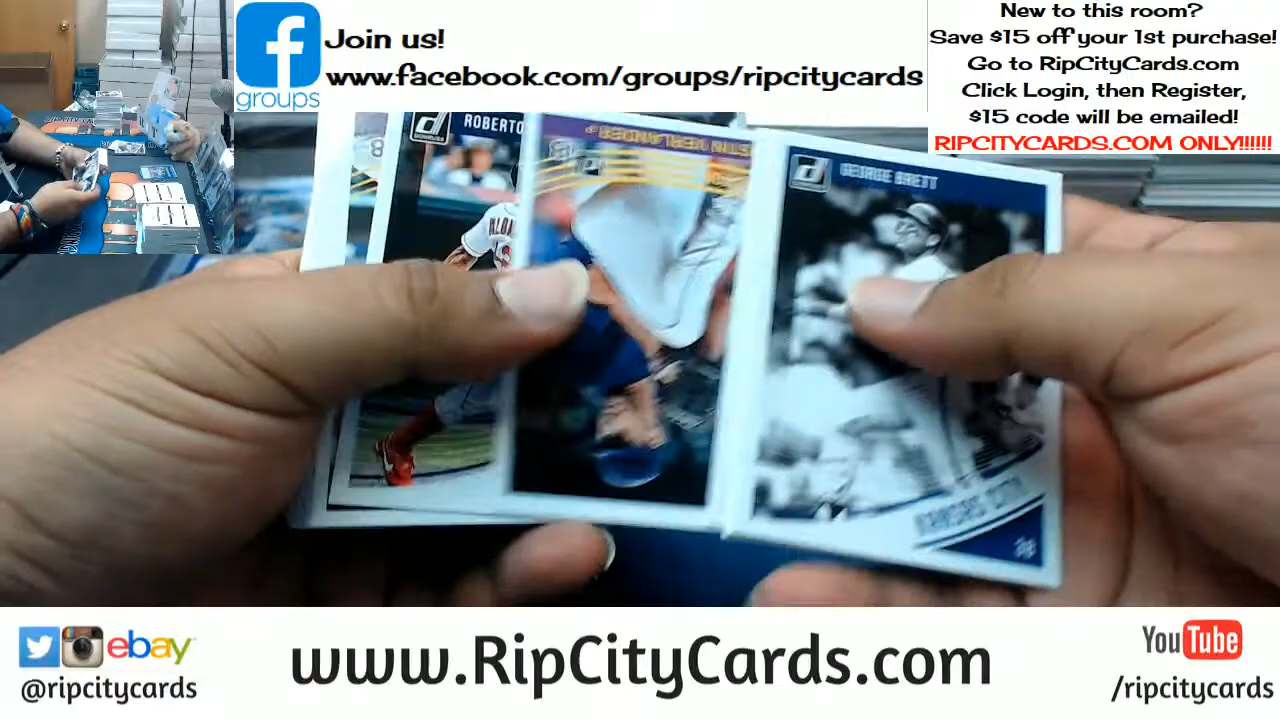 groups
Join us!
www.facebook.com/groups/ripcitycards
New to this room?
Save $15 off your 1st purchase!
Go to RipCityCards.com
Click Login, then Register,
$15 code will be emailed!
RIPCITYCARDS.COM ONLY!!!!!!
ROBERTO
GEORGE BRETT
KANSAS CITY
ebay
@ripcitycards
www.RipCityCards.com
YouTube
/ripcitycards